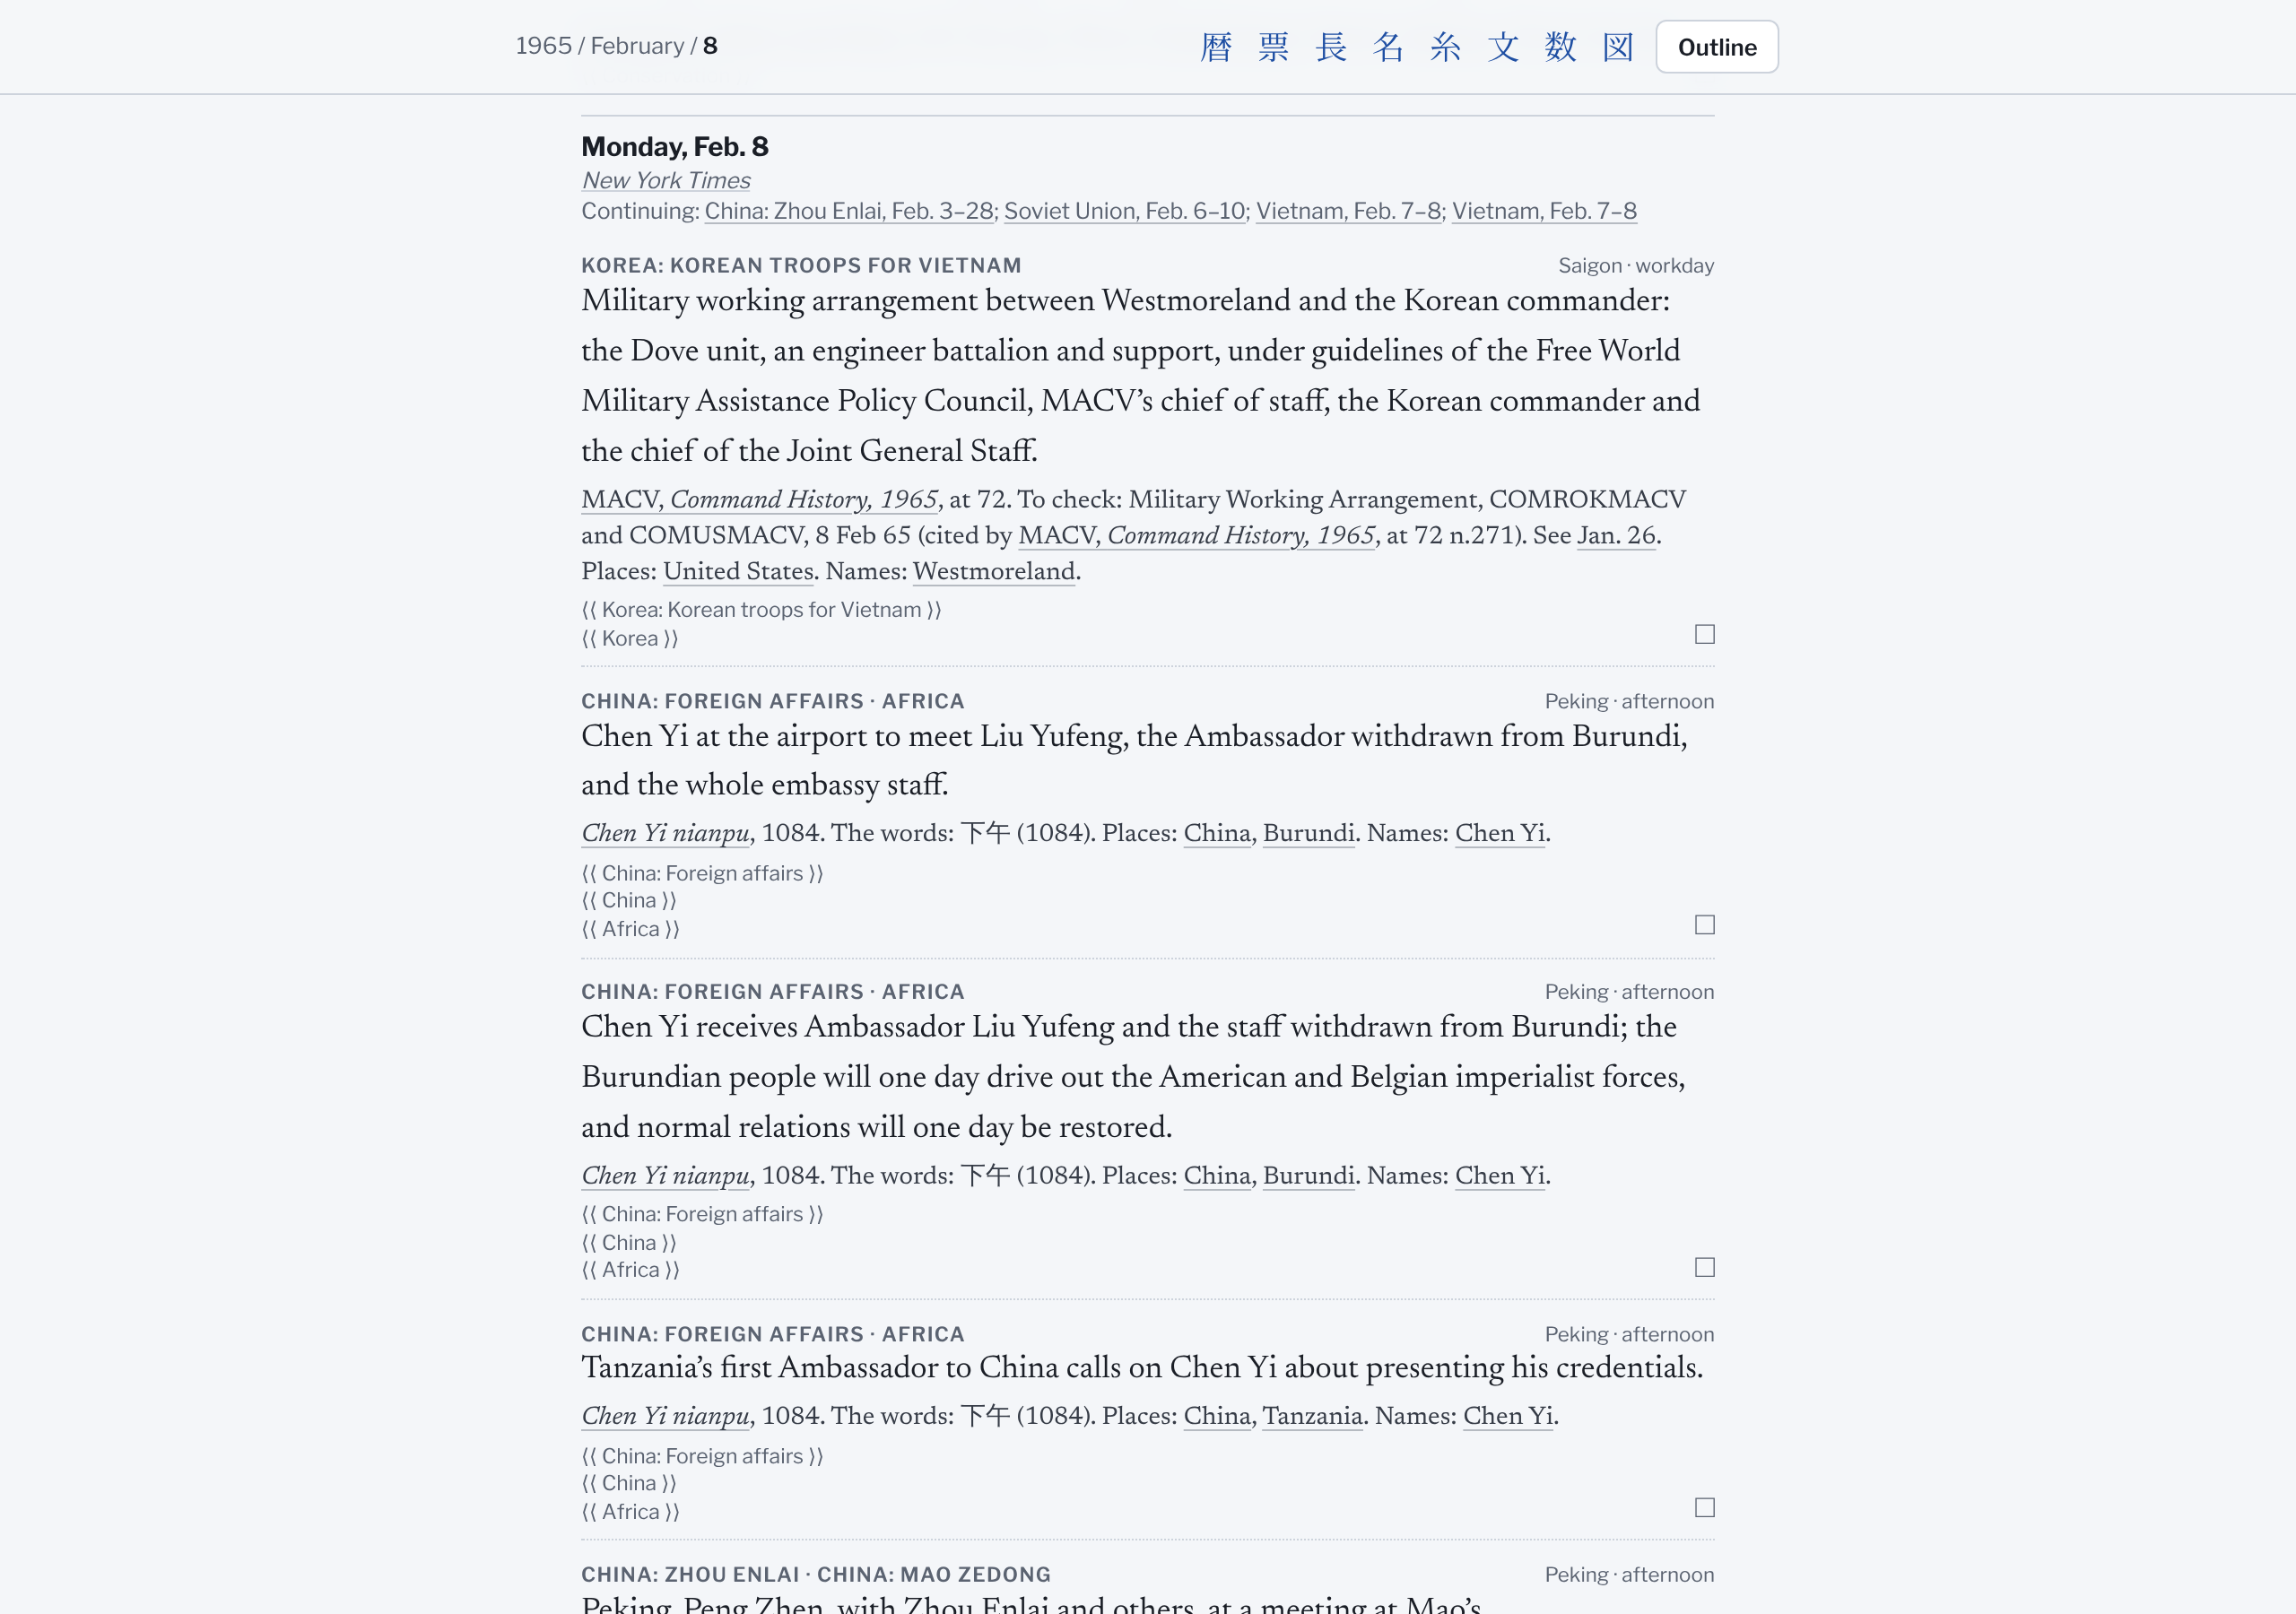 1965 / February / 8
暦 票 長 名 糸 文 数 図 Outline
Monday, Feb. 8
New York Times
Continuing: China: Zhou Enlai, Feb. 3–28; Soviet Union, Feb. 6–10; Vietnam, Feb. 7–8; Vietnam, Feb. 7–8
KOREA: KOREAN TROOPS FOR VIETNAM
Saigon · workday
Military working arrangement between Westmoreland and the Korean commander:
the Dove unit, an engineer battalion and support, under guidelines of the Free World
Military Assistance Policy Council, MACV’s chief of staff, the Korean commander and
the chief of the Joint General Staff.
MACV, Command History, 1965, at 72. To check: Military Working Arrangement, COMROKMACV
and COMUSMACV, 8 Feb 65 (cited by MACV, Command History, 1965, at 72 n.271). See Jan. 26.
Places: United States. Names: Westmoreland.
⟨⟨ Korea: Korean troops for Vietnam ⟩⟩
⟨⟨ Korea ⟩⟩
CHINA: FOREIGN AFFAIRS · AFRICA
Peking · afternoon
Chen Yi at the airport to meet Liu Yufeng, the Ambassador withdrawn from Burundi,
and the whole embassy staff.
Chen Yi nianpu, 1084. The words: 下午 (1084). Places: China, Burundi. Names: Chen Yi.
⟨⟨ China: Foreign affairs ⟩⟩
⟨⟨ China ⟩⟩
⟨⟨ Africa ⟩⟩
CHINA: FOREIGN AFFAIRS · AFRICA
Peking · afternoon
Chen Yi receives Ambassador Liu Yufeng and the staff withdrawn from Burundi; the
Burundian people will one day drive out the American and Belgian imperialist forces,
and normal relations will one day be restored.
Chen Yi nianpu, 1084. The words: 下午 (1084). Places: China, Burundi. Names: Chen Yi.
⟨⟨ China: Foreign affairs ⟩⟩
⟨⟨ China ⟩⟩
⟨⟨ Africa ⟩⟩
CHINA: FOREIGN AFFAIRS · AFRICA
Peking · afternoon
Tanzania’s first Ambassador to China calls on Chen Yi about presenting his credentials.
Chen Yi nianpu, 1084. The words: 下午 (1084). Places: China, Tanzania. Names: Chen Yi.
⟨⟨ China: Foreign affairs ⟩⟩
⟨⟨ China ⟩⟩
⟨⟨ Africa ⟩⟩
CHINA: ZHOU ENLAI · CHINA: MAO ZEDONG
Peking · afternoon
Peking. Peng Zhen, with Zhou Enlai and others, at a meeting at Mao’s